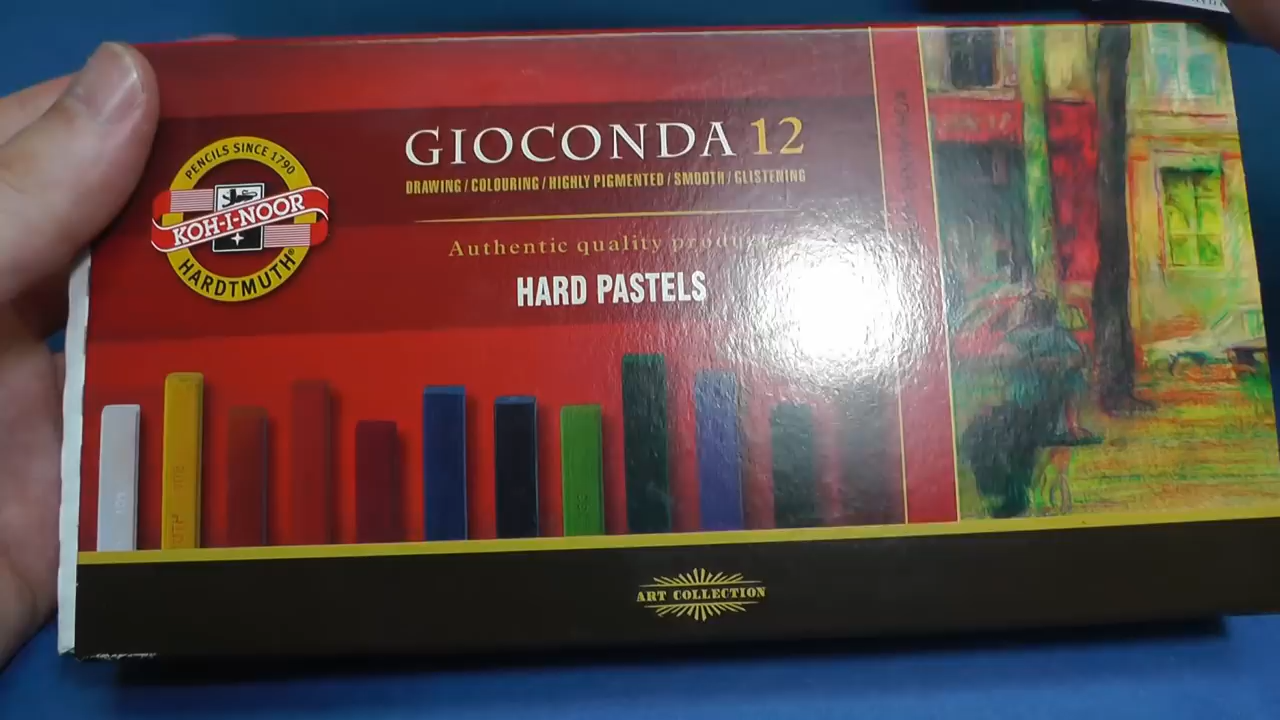 PENCILS SINCE 1790
KOH-I-NOOR
HARDTMUTH®
GIOCONDA 12
DRAWING / COLOURING / HIGHLY PIGMENTED / SMOOTH / GLISTENING
Authentic quality product
HARD PASTELS
ART COLLECTION